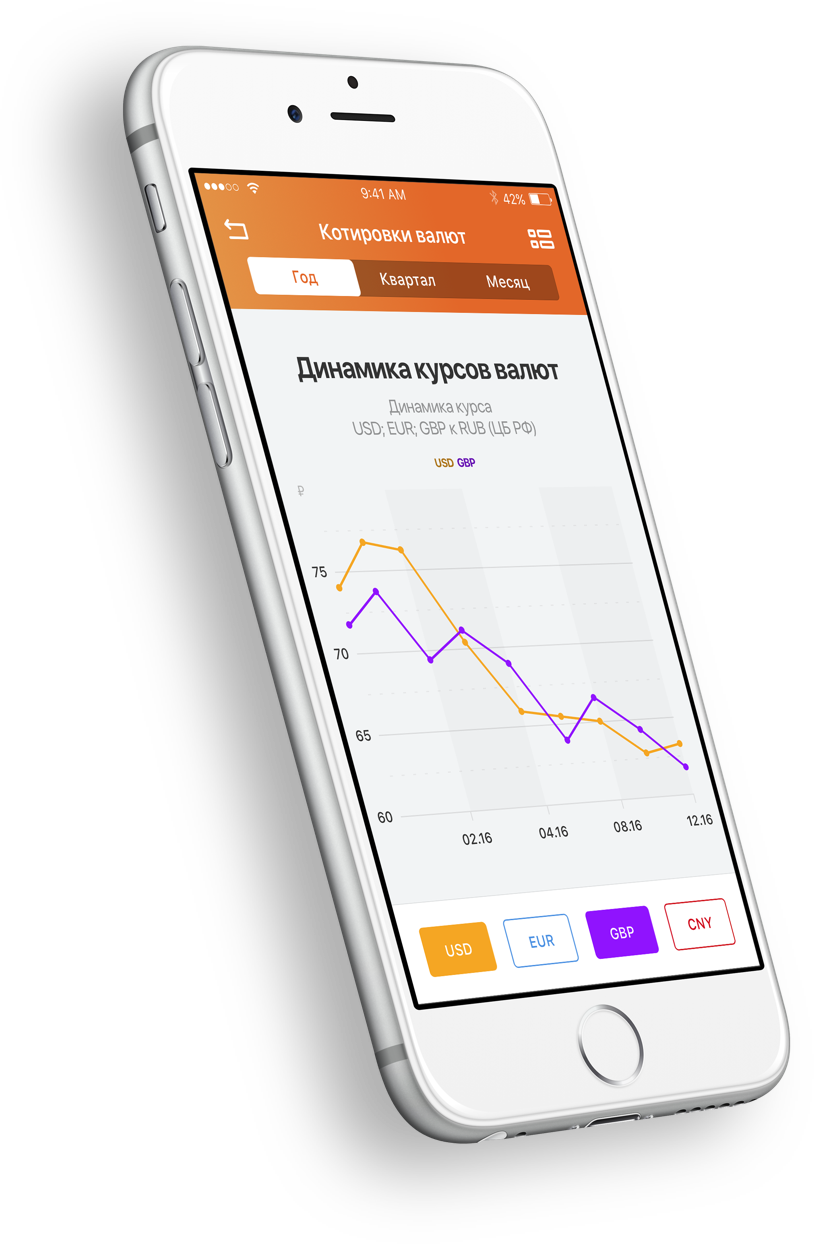 9:41 AM 42%
Котировки валют
Год Квартал Месяц
Динамика курсов валют
Динамика курса
USD; EUR; GBP к RUB (ЦБ РФ)
USD GBP
₽
75
70
65
60
02.16 04.16 08.16 12.16
USD EUR GBP CNY